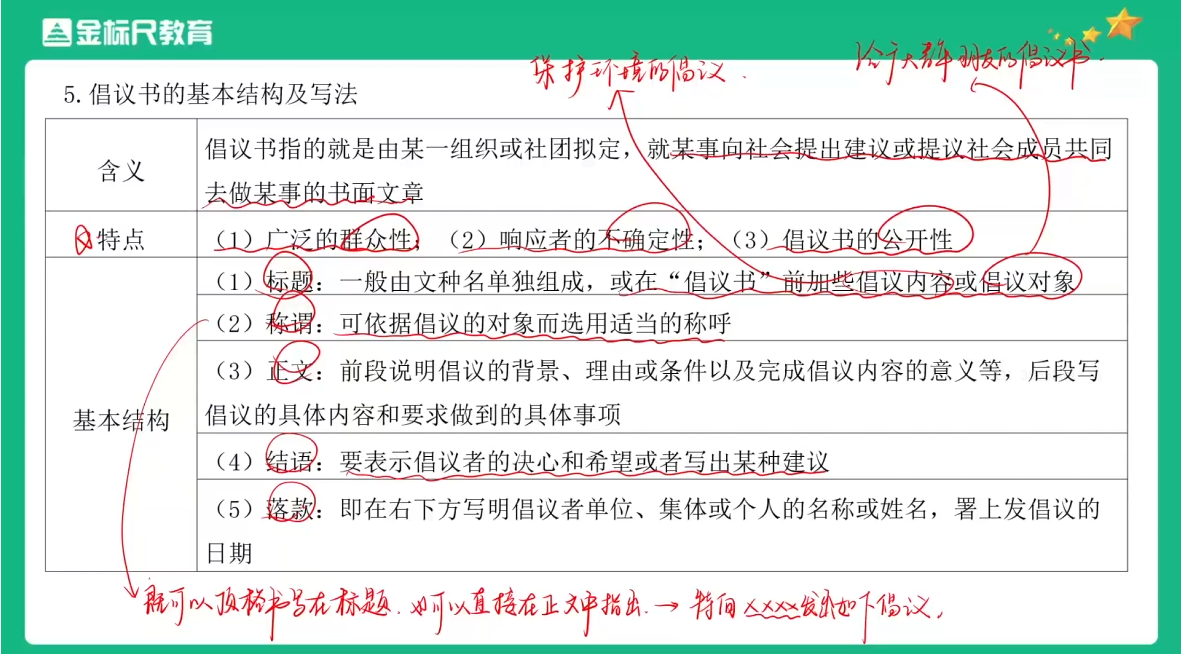 金标尺教育
保护环境的倡议.
给广大群朋友的倡议书.
5.倡议书的基本结构及写法
含义
倡议书指的就是由某一组织或社团拟定，就某事向社会提出建议或提议社会成员共同
去做某事的书面文章
特点
（1）广泛的群众性；（2）响应者的不确定性；（3）倡议书的公开性
基本结构
（1）标题：一般由文种名单独组成，或在“倡议书”前加些倡议内容或倡议对象
（2）称谓：可依据倡议的对象而选用适当的称呼
（3）正文：前段说明倡议的背景、理由或条件以及完成倡议内容的意义等，后段写
倡议的具体内容和要求做到的具体事项
（4）结语：要表示倡议者的决心和希望或者写出某种建议
（5）落款：即在右下方写明倡议者单位、集体或个人的名称或姓名，署上发倡议的
日期
既可以顶格书写在标题.也可以直接在正文中指出.→特向xxxx发出如下倡议.